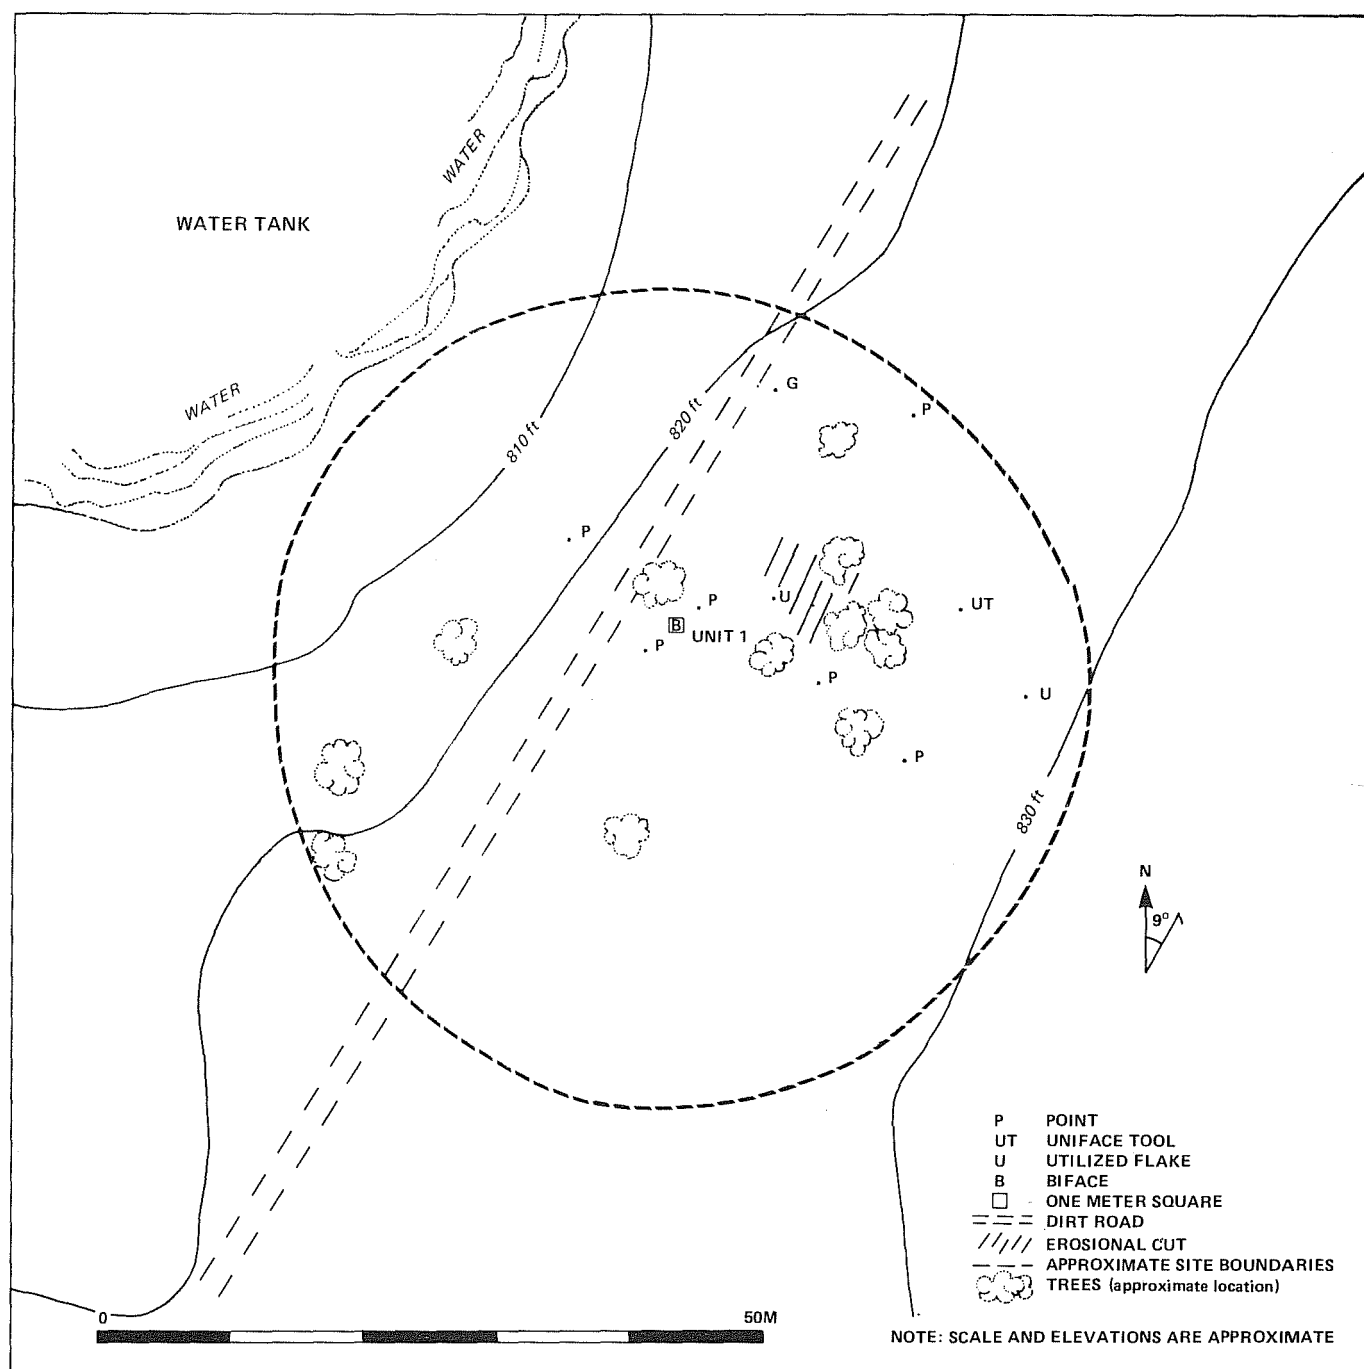 WATER
WATER TANK
WATER
G
P
820 ft
810 ft
P
U
P
UT
B
UNIT 1
P
P
U
P
830 ft
N
9°
P POINT
UT UNIFACE TOOL
U UTILIZED FLAKE
B BIFACE
ONE METER SQUARE
DIRT ROAD
EROSIONAL CUT
APPROXIMATE SITE BOUNDARIES
TREES (approximate location)
0 50M
NOTE: SCALE AND ELEVATIONS ARE APPROXIMATE